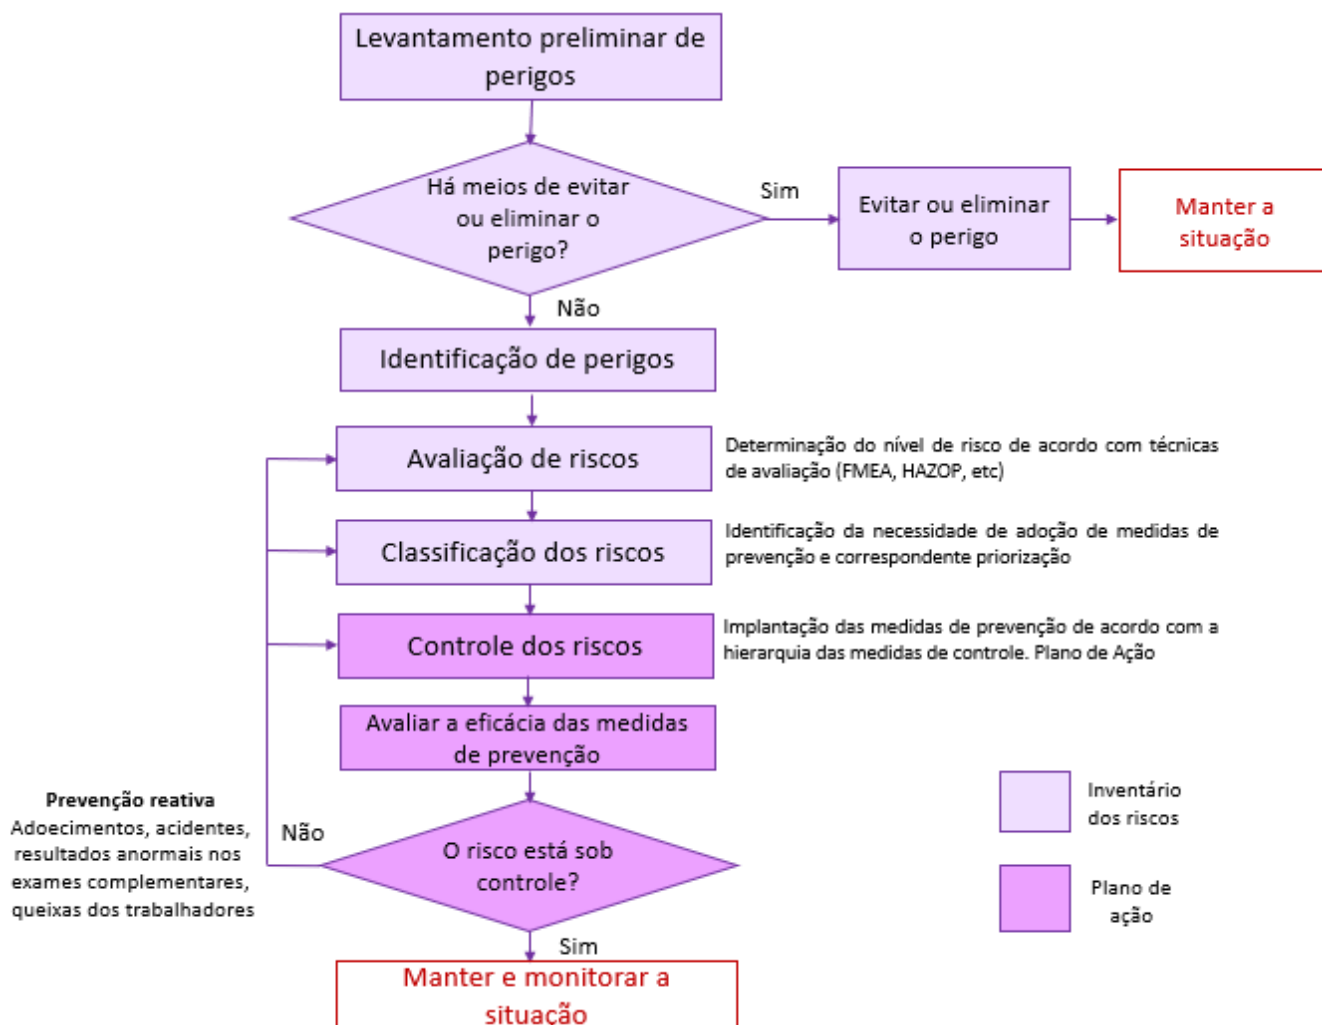 Levantamento preliminar de
perigos
Há meios de evitar
ou eliminar o
perigo?
Sim
Evitar ou eliminar
o perigo
Manter a
situação
Não
Identificação de perigos
Avaliação de riscos
Determinação do nível de risco de acordo com técnicas
de avaliação (FMEA, HAZOP, etc)
Classificação dos riscos
Identificação da necessidade de adoção de medidas de
prevenção e correspondente priorização
Controle dos riscos
Implantação das medidas de prevenção de acordo com a
hierarquia das medidas de controle. Plano de Ação
Avaliar a eficácia das medidas
de prevenção
O risco está sob
controle?
Não
Prevenção reativa
Adoecimentos, acidentes,
resultados anormais nos
exames complementares,
queixas dos trabalhadores
Sim
Manter e monitorar a
situação
Inventário
dos riscos
Plano de
ação